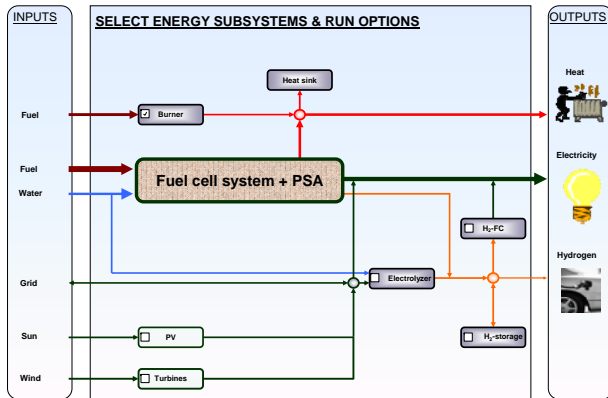 INPUTS
SELECT ENERGY SUBSYSTEMS & RUN OPTIONS
OUTPUTS
Heat sink
Heat
Fuel
Burner
Electricity
Fuel
Fuel cell system + PSA
Water
H₂-FC
Hydrogen
Grid
Electrolyzer
Sun
PV
H₂-storage
Wind
Turbines